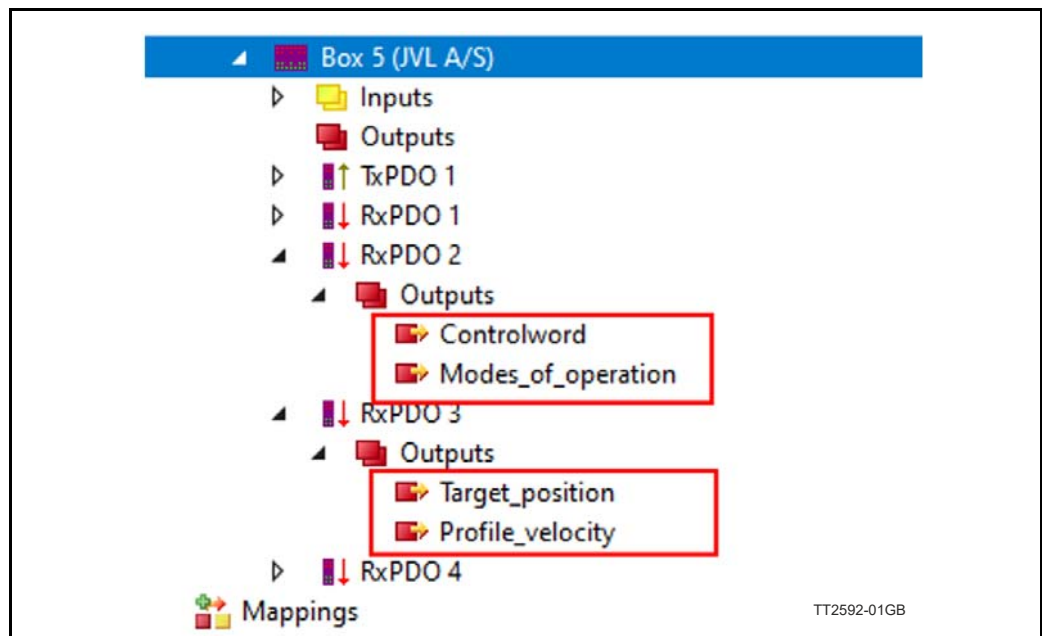 Box 5 (JVL A/S)
Inputs
Outputs
TxPDO 1
RxPDO 1
RxPDO 2
Outputs
Controlword
Modes_of_operation
RxPDO 3
Outputs
Target_position
Profile_velocity
RxPDO 4
Mappings
TT2592-01GB